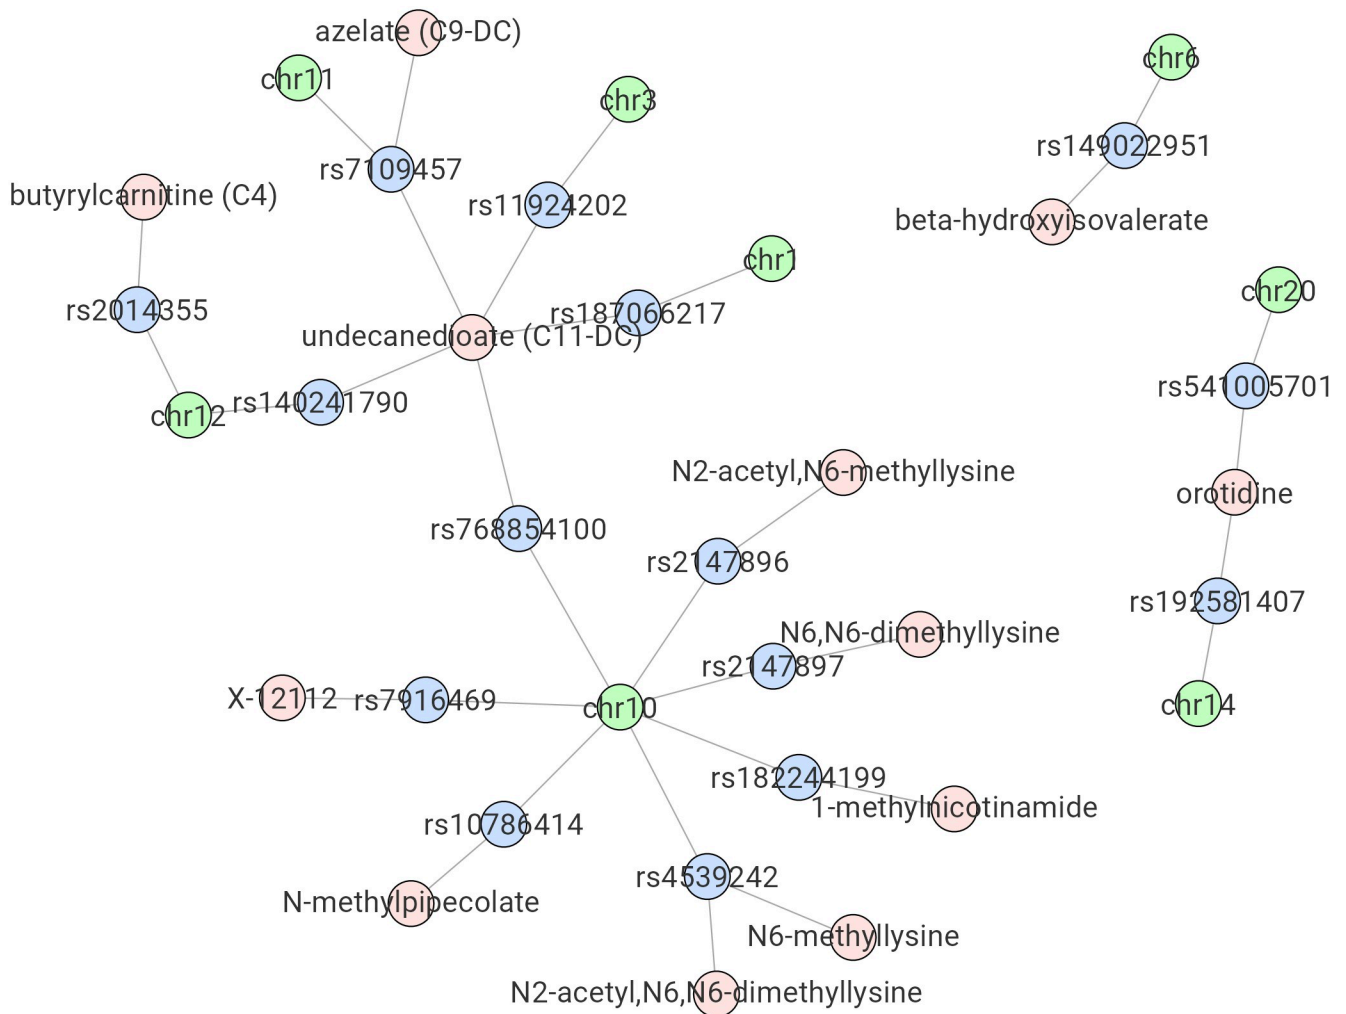 azelate (C9-DC)
chr11
chr6
chr3
rs149022951
rs7109457
butyrylcarnitine (C4)
rs11924202
beta-hydroxyisovalerate
chr1
chr20
rs2014355
rs187066217
undecanedioate (C11-DC)
rs541005701
rs140241790
chr12
N2-acetyl,N6-methyllysine
orotidine
rs768854100
rs2147896
rs192581407
N6,N6-dimethyllysine
rs2147897
X-12112
rs7916469
chr10
chr14
rs182244199
1-methylnicotinamide
rs10786414
rs4539242
N-methylpipecolate
N6-methyllysine
N2-acetyl,N6,N6-dimethyllysine